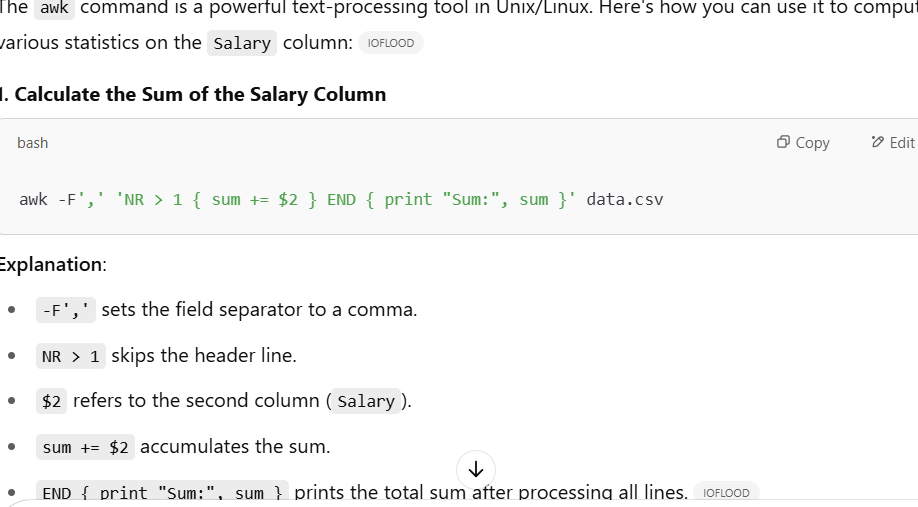 The awk command is a powerful text-processing tool in Unix/Linux. Here's how you can use it to comput
various statistics on the Salary column: IOFLOOD
1. Calculate the Sum of the Salary Column
bash Copy Edit
awk -F',' 'NR > 1 { sum += $2 } END { print "Sum:", sum }' data.csv
Explanation:
• -F',' sets the field separator to a comma.
• NR > 1 skips the header line.
• $2 refers to the second column ( Salary ).
• sum += $2 accumulates the sum.
• END { print "Sum:", sum } prints the total sum after processing all lines. IOFLOOD